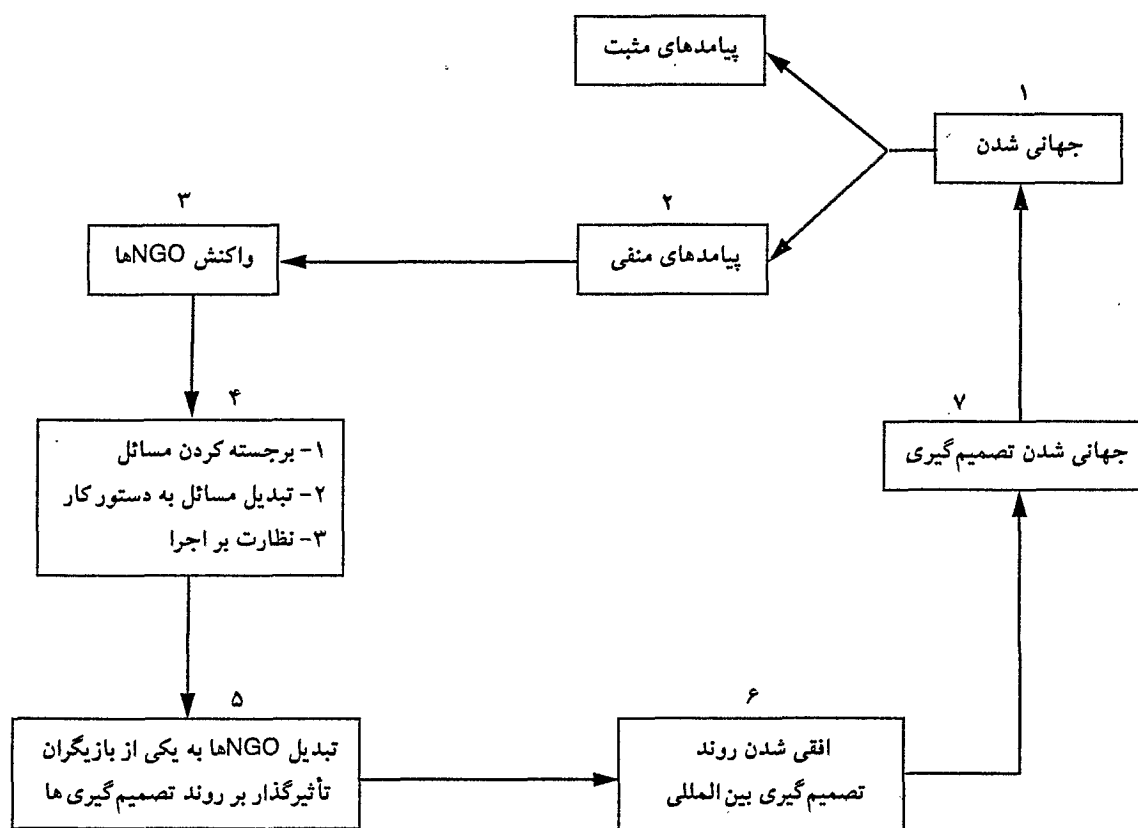 پیامدهای مثبت
۱
جهانی شدن
۲
پیامدهای منفی
۳
واکنش NGOها
۴
۱- برجسته کردن مسائل
۲- تبدیل مسائل به دستور کار
۳- نظارت بر اجرا
۵
تبدیل NGOها به یکی از بازیگران
تأثیرگذار بر روند تصمیم‌گیری ها
۶
افقی شدن روند
تصمیم‌گیری بین المللی
۷
جهانی شدن تصمیم‌گیری